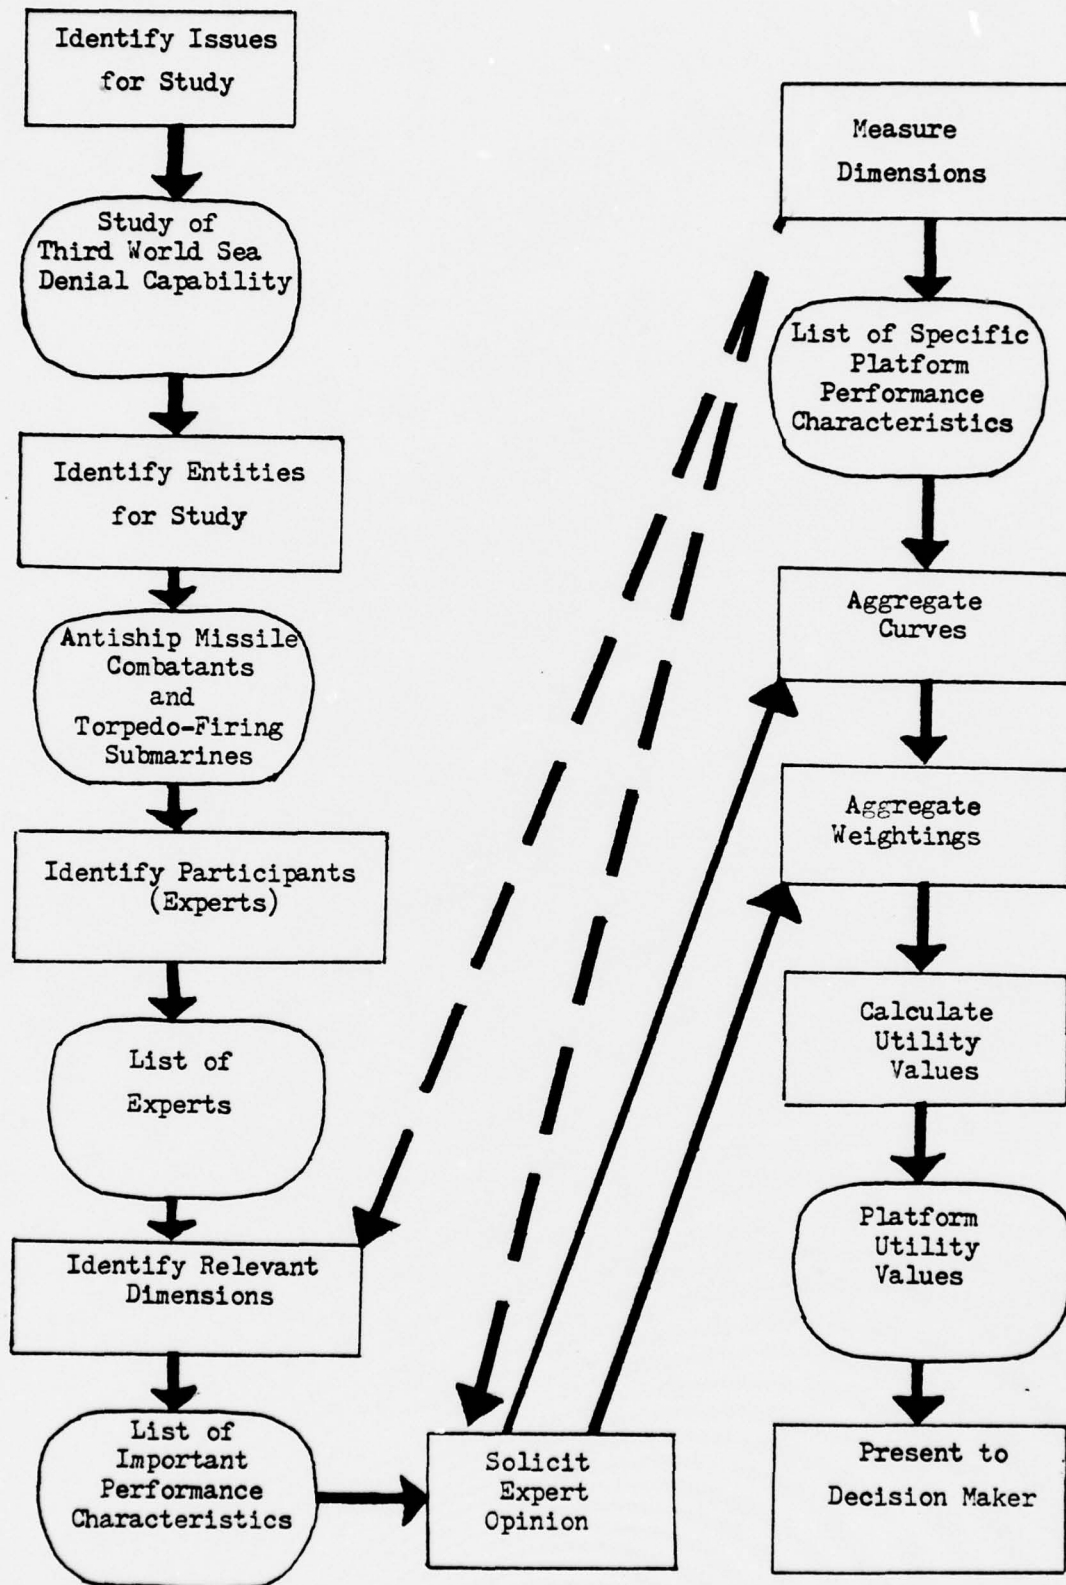 Identify Issues
for Study
Study of
Third World Sea
Denial Capability
Identify Entities
for Study
Antiship Missile
Combatants
and
Torpedo-Firing
Submarines
Identify Participants
(Experts)
List of
Experts
Identify Relevant
Dimensions
List of
Important
Performance
Characteristics
Solicit
Expert
Opinion
Measure
Dimensions
List of Specific
Platform
Performance
Characteristics
Aggregate
Curves
Aggregate
Weightings
Calculate
Utility
Values
Platform
Utility
Values
Present to
Decision Maker